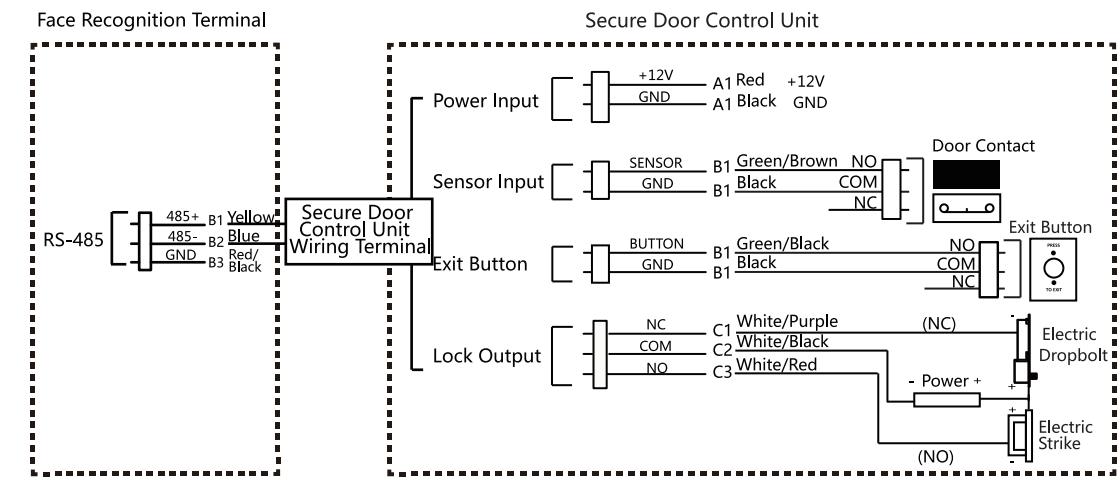 Face Recognition Terminal
Secure Door Control Unit
RS-485
485+ B1 Yellow
485- B2 Blue
GND B3 Red/
Black
Secure Door
Control Unit
Wiring Terminal
Power Input
+12V A1 Red +12V
GND A1 Black GND
Sensor Input
SENSOR B1 Green/Brown NO
GND B1 Black COM
NC
Door Contact
Exit Button
BUTTON B1 Green/Black NO
GND B1 Black COM
NC
Exit Button
PRESS
TO EXIT
Lock Output
NC C1 White/Purple (NC)
COM C2 White/Black
NO C3 White/Red
- Power +
-
Electric
Dropbolt
+
+
Electric
Strike
-
(NO)